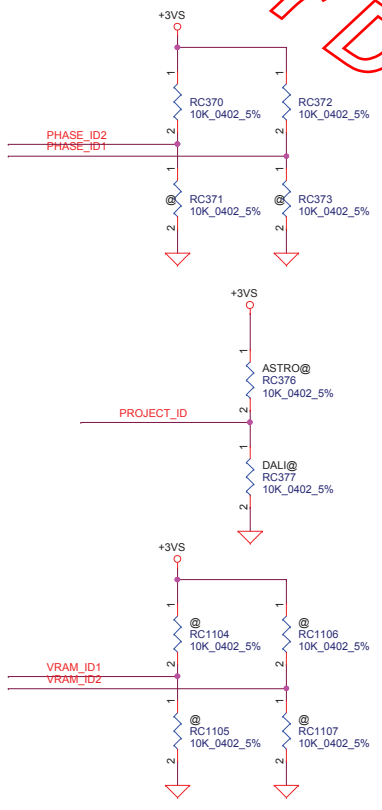 +3VS
1
1
RC370
10K_0402_5%
RC372
10K_0402_5%
2
2
PHASE_ID2
PHASE_ID1
1
1
@
RC371
10K_0402_5%
@
RC373
10K_0402_5%
2
2
+3VS
1
ASTRO@
RC376
10K_0402_5%
2
PROJECT_ID
1
DALI@
RC377
10K_0402_5%
2
+3VS
1
1
@
RC1104
10K_0402_5%
@
RC1106
10K_0402_5%
2
2
VRAM_ID1
VRAM_ID2
1
1
@
RC1105
10K_0402_5%
@
RC1107
10K_0402_5%
2
2